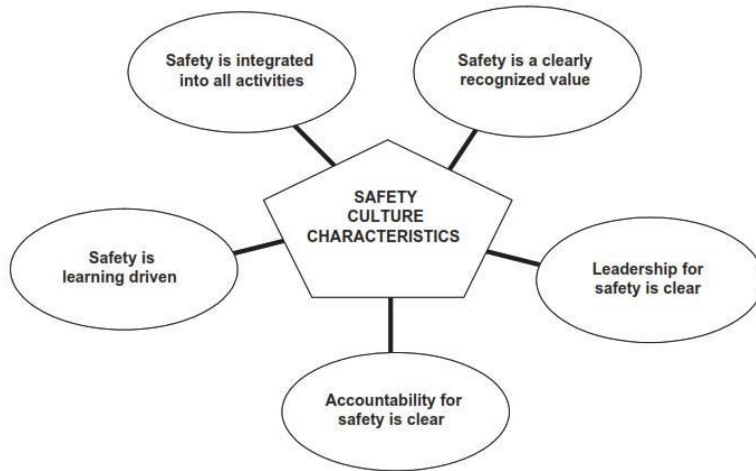 Safety is integrated
into all activities
Safety is a clearly
recognized value
SAFETY
CULTURE
CHARACTERISTICS
Safety is
learning driven
Leadership for
safety is clear
Accountability for
safety is clear